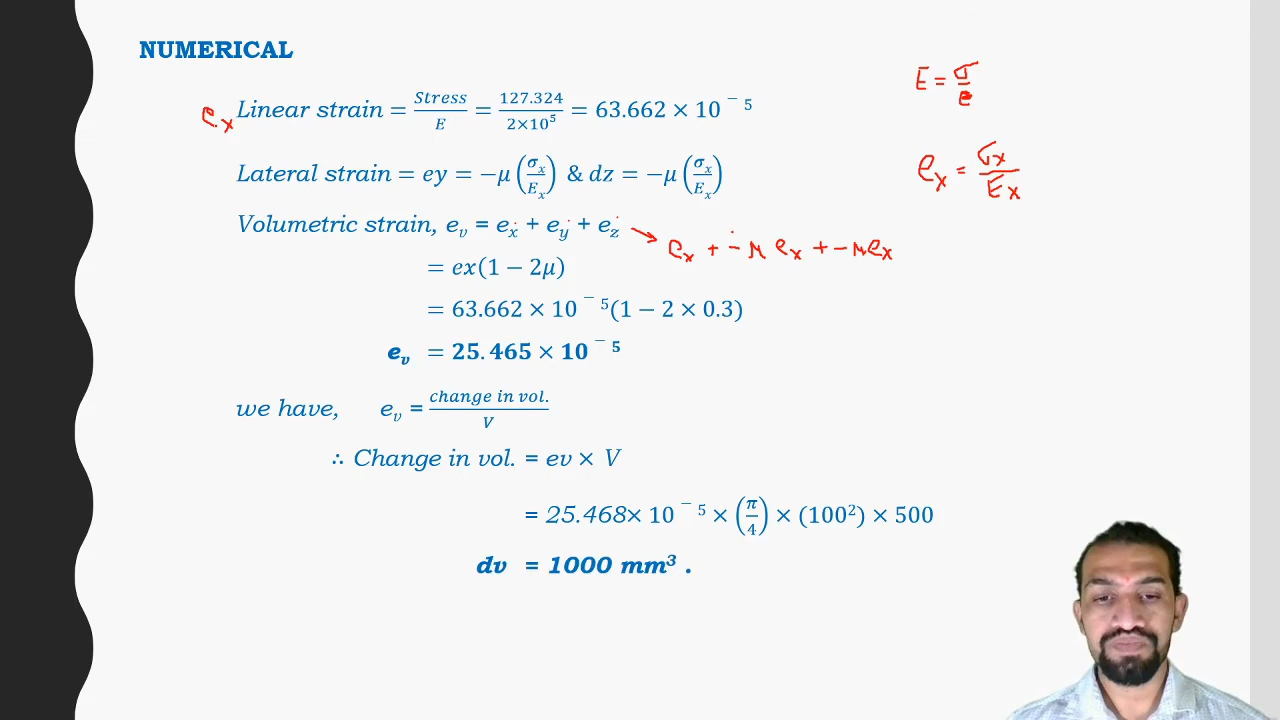 NUMERICAL
Linear strain = Stress/E = 127.324/2×10⁵ = 63.662 × 10⁻ ⁵
eₓ
E = σ/e
Lateral strain = ey = −μ (σₓ/Eₓ) & dz = −μ (σₓ/Eₓ)
eₓ = σₓ/Eₓ
Volumetric strain, eᵥ = eₓ + e_y + e_z
→ eₓ + −μ eₓ + −μeₓ
= ex(1 − 2μ)
= 63.662 × 10⁻ ⁵(1 − 2 × 0.3)
eᵥ = 25.465 × 10⁻ ⁵
we have, eᵥ = change in vol./V
∴ Change in vol. = ev × V
= 25.468× 10⁻ ⁵ × (π/4) × (100²) × 500
dv = 1000 mm³ .